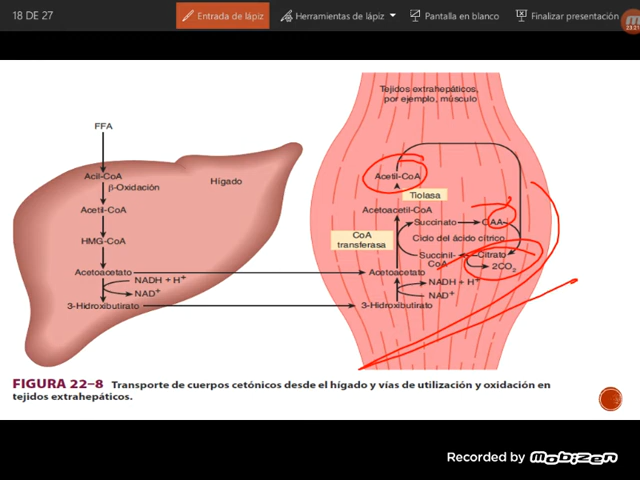 18 DE 27
Entrada de lápiz
Herramientas de lápiz
Pantalla en blanco
Finalizar presentación
23:21
Tejidos extrahepáticos,
por ejemplo, músculo
FFA
Acil-CoA
β-Oxidación
Hígado
Acetil-CoA
HMG-CoA
Acetoacetato
NADH + H⁺
NAD⁺
3-Hidroxibutirato
Acetil-CoA
Tiolasa
Acetoacetil-CoA
CoA
transferasa
Succinato
OAA
Ciclo del ácido cítrico
Succinil-
CoA
Citrato
2CO₂
Acetoacetato
NADH + H⁺
NAD⁺
3-Hidroxibutirato
FIGURA 22–8 Transporte de cuerpos cetónicos desde el hígado y vías de utilización y oxidación en
tejidos extrahepáticos.
Recorded by Mobizen